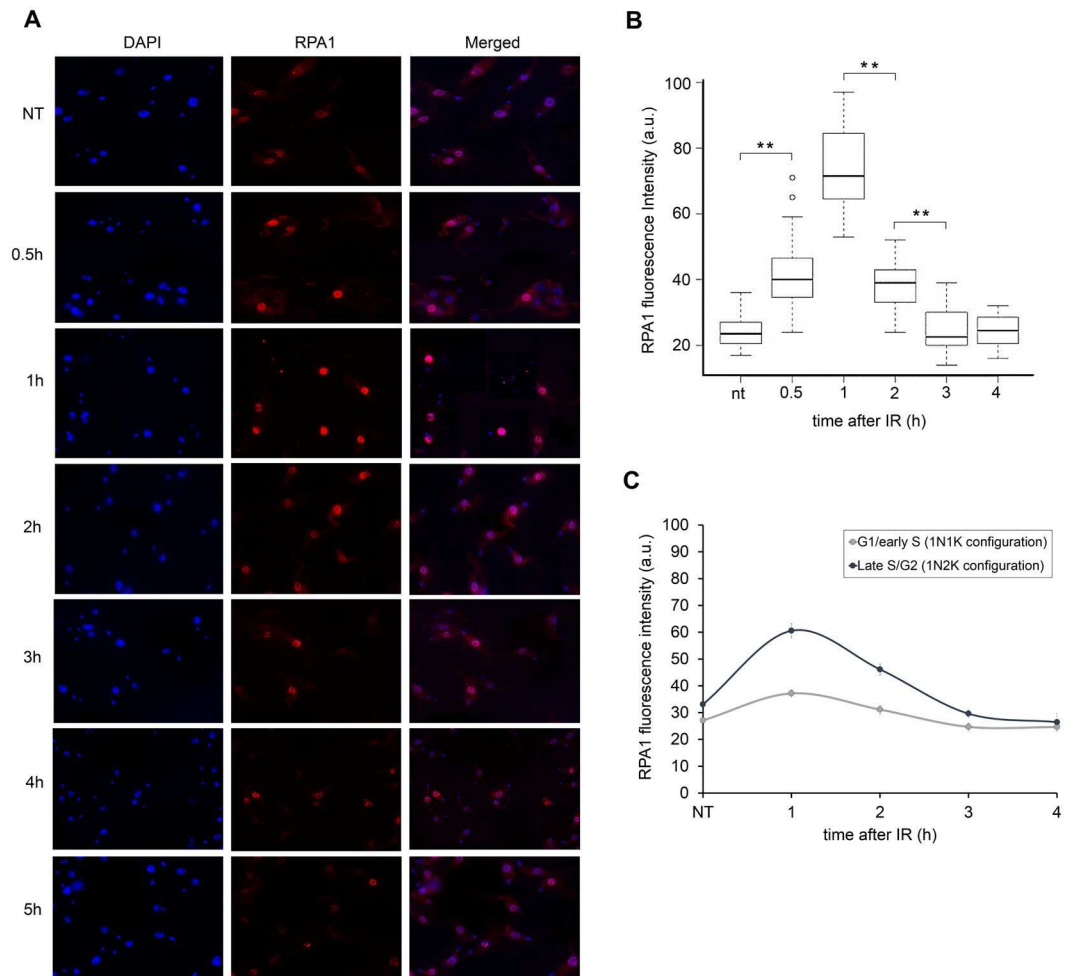 A
DAPI RPA1 Merged
NT
0.5h
1h
2h
3h
4h
5h
B
RPA1 fluorescence Intensity (a.u.)
100
80
60
40
20
**
**
**
nt 0.5 1 2 3 4
time after IR (h)
C
RPA1 fluorescence intensity (a.u.)
100
90
80
70
60
50
40
30
20
10
0
G1/early S (1N1K configuration)
Late S/G2 (1N2K configuration)
NT 1 2 3 4
time after IR (h)